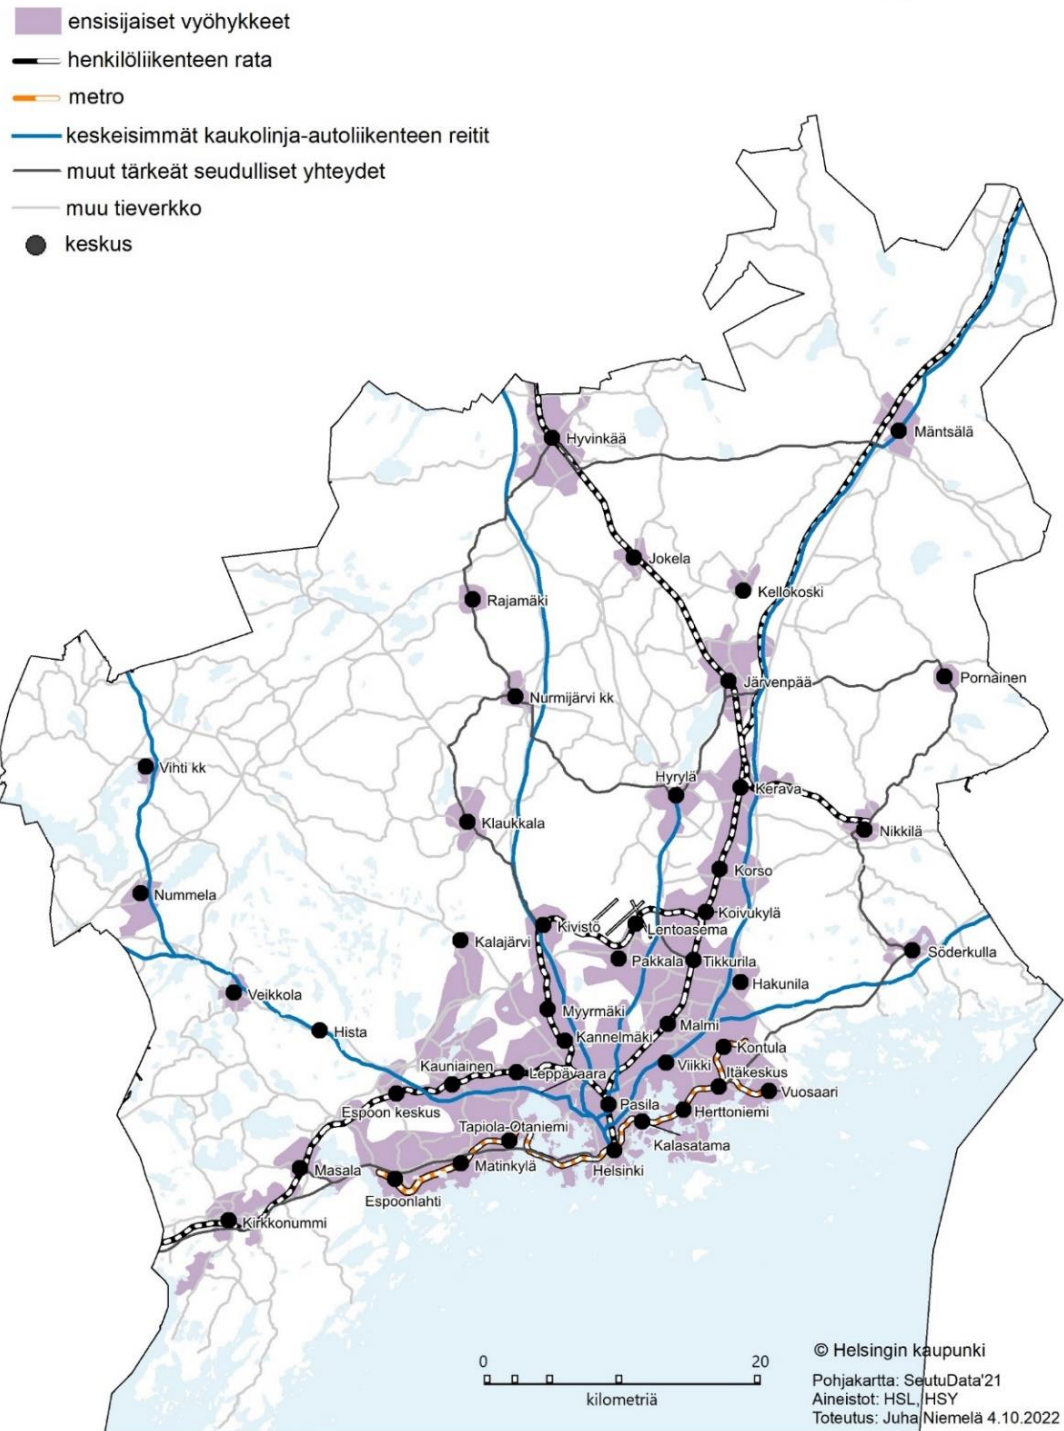 ensisijaiset vyöhykkeet
henkilöliikenteen rata
metro
keskeisimmät kaukolinja-autoliikenteen reitit
muut tärkeät seudulliset yhteydet
muu tieverkko
keskus
Mäntsälä
Hyvinkää
Jokela
Kellokoski
Rajamäki
Järvenpää
Pornainen
Nurmijärvi kk
Vihti kk
Hyrylä
Kerava
Klaukkala
Nikkilä
Korso
Nummela
Koivukylä
Kivistö
Lentoasema
Kalajärvi
Söderkulla
Pakkala
Tikkurila
Hakunila
Veikkola
Myyrmäki
Malmi
Hista
Kannelmäki
Kontula
Viikki
Kauniainen
Leppävaara
Itäkeskus
Vuosaari
Espoon keskus
Pasila
Herttoniemi
Tapiola-Otaniemi
Kalasatama
Matinkylä
Helsinki
Masala
Espoonlahti
Kirkkonummi
0 20
kilometriä
© Helsingin kaupunki
Pohjakartta: SeutuData'21
Aineistot: HSL, HSY
Toteutus: Juha Niemelä 4.10.2022